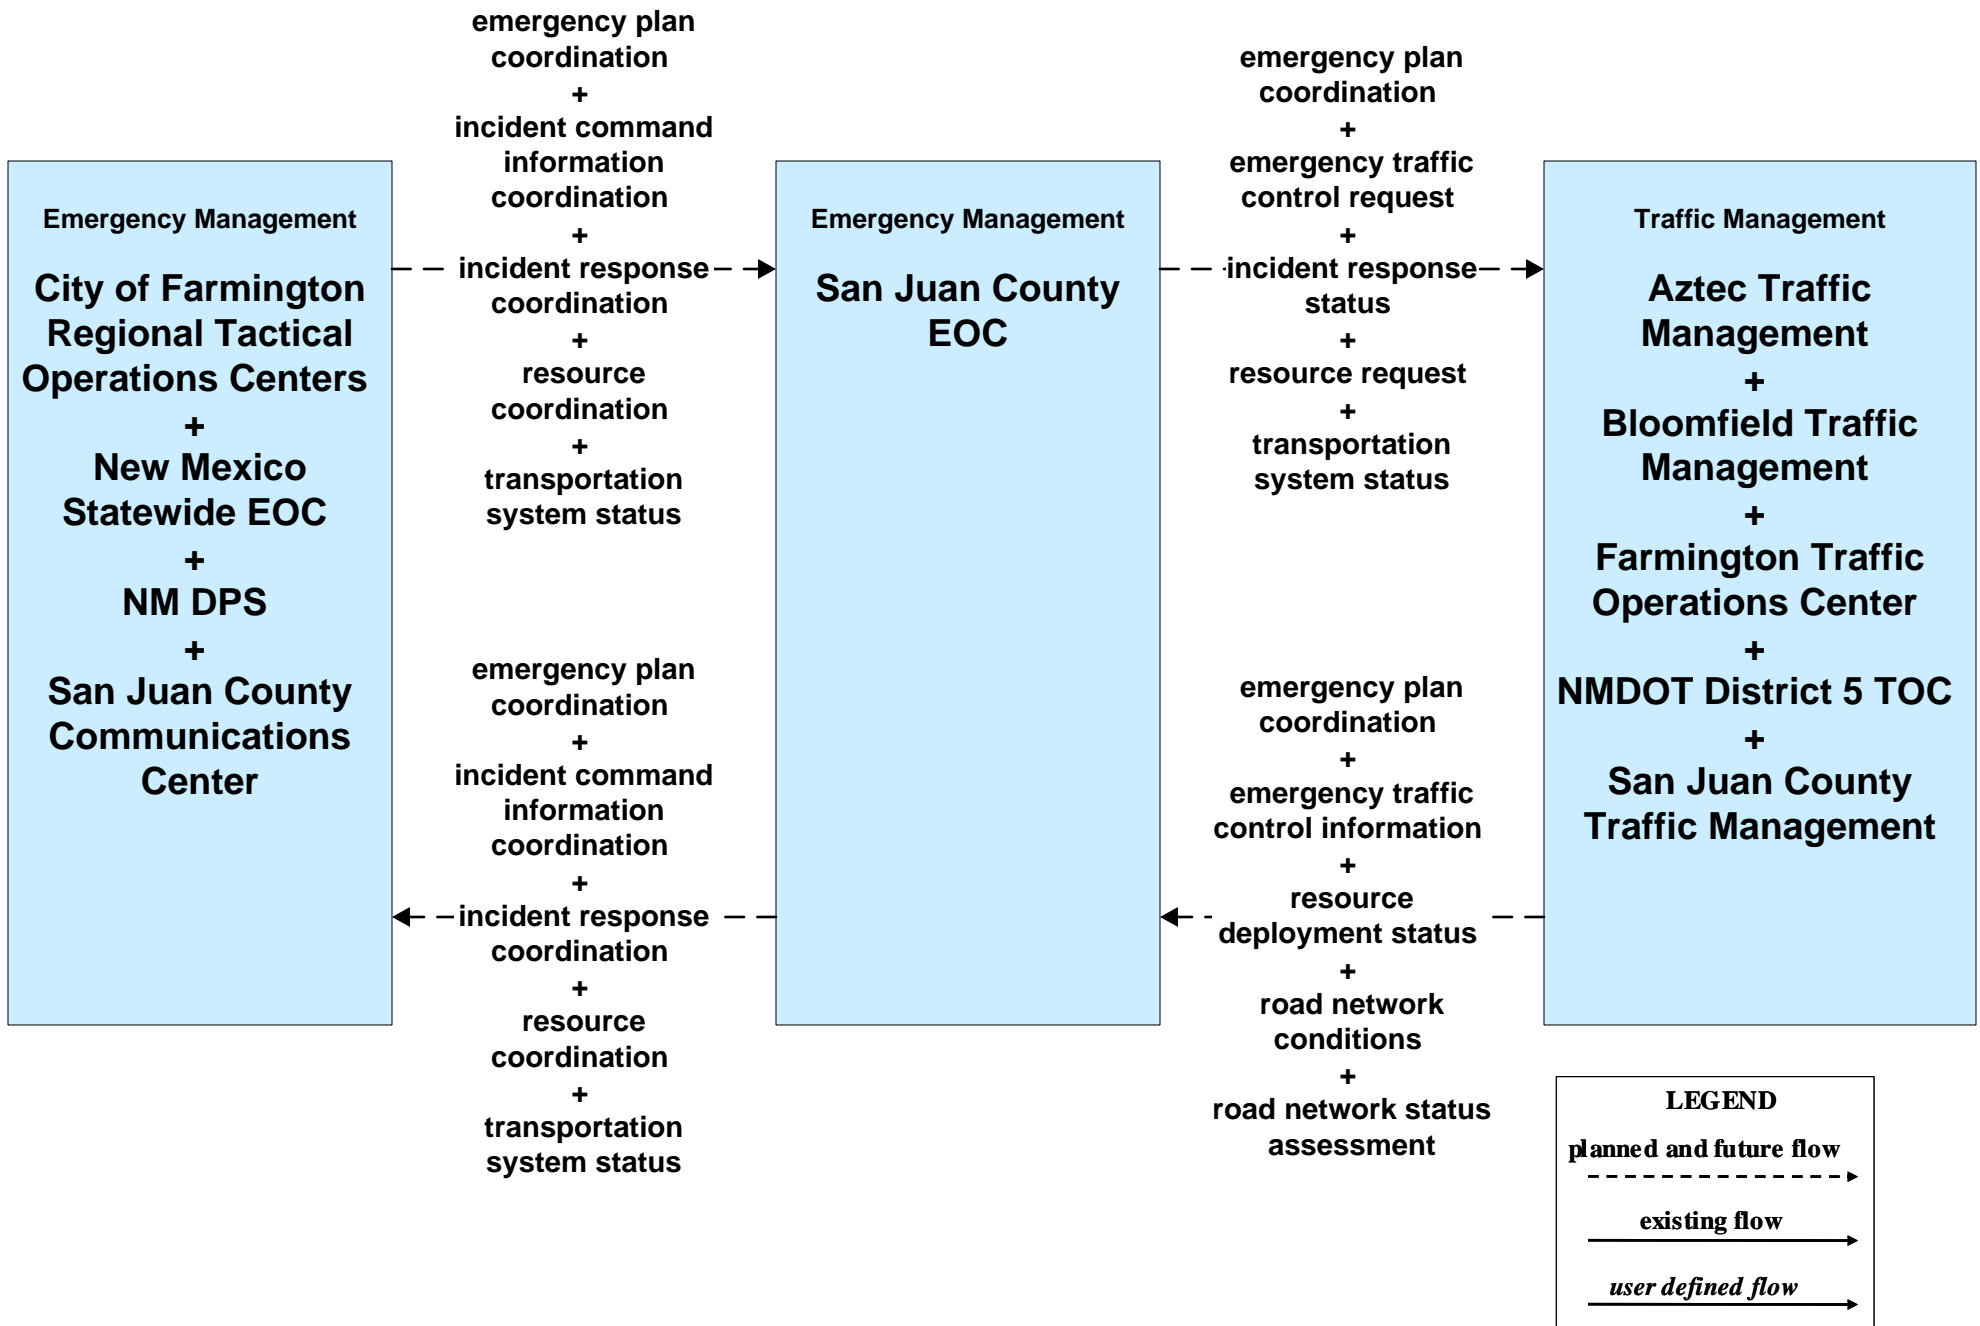 Emergency Management
City of Farmington
Regional Tactical
Operations Centers
+
New Mexico
Statewide EOC
+
NM DPS
+
San Juan County
Communications
Center
emergency plan
coordination
+
incident command
information
coordination
+
incident response
coordination
+
resource
coordination
+
transportation
system status
emergency plan
coordination
+
incident command
information
coordination
+
incident response
coordination
+
resource
coordination
+
transportation
system status
Emergency Management
San Juan County
EOC
emergency plan
coordination
+
emergency traffic
control request
+
incident response
status
+
resource request
+
transportation
system status
emergency plan
coordination
+
emergency traffic
control information
+
resource
deployment status
+
road network
conditions
+
road network status
assessment
Traffic Management
Aztec Traffic
Management
+
Bloomfield Traffic
Management
+
Farmington Traffic
Operations Center
+
NMDOT District 5 TOC
+
San Juan County
Traffic Management
LEGEND
planned and future flow
existing flow
user defined flow